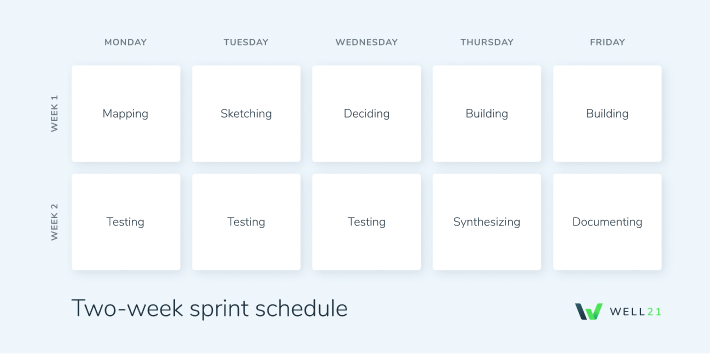 MONDAY TUESDAY WEDNESDAY THURSDAY FRIDAY
WEEK 1
Mapping Sketching Deciding Building Building
WEEK 2
Testing Testing Testing Synthesizing Documenting
Two-week sprint schedule
WELL21